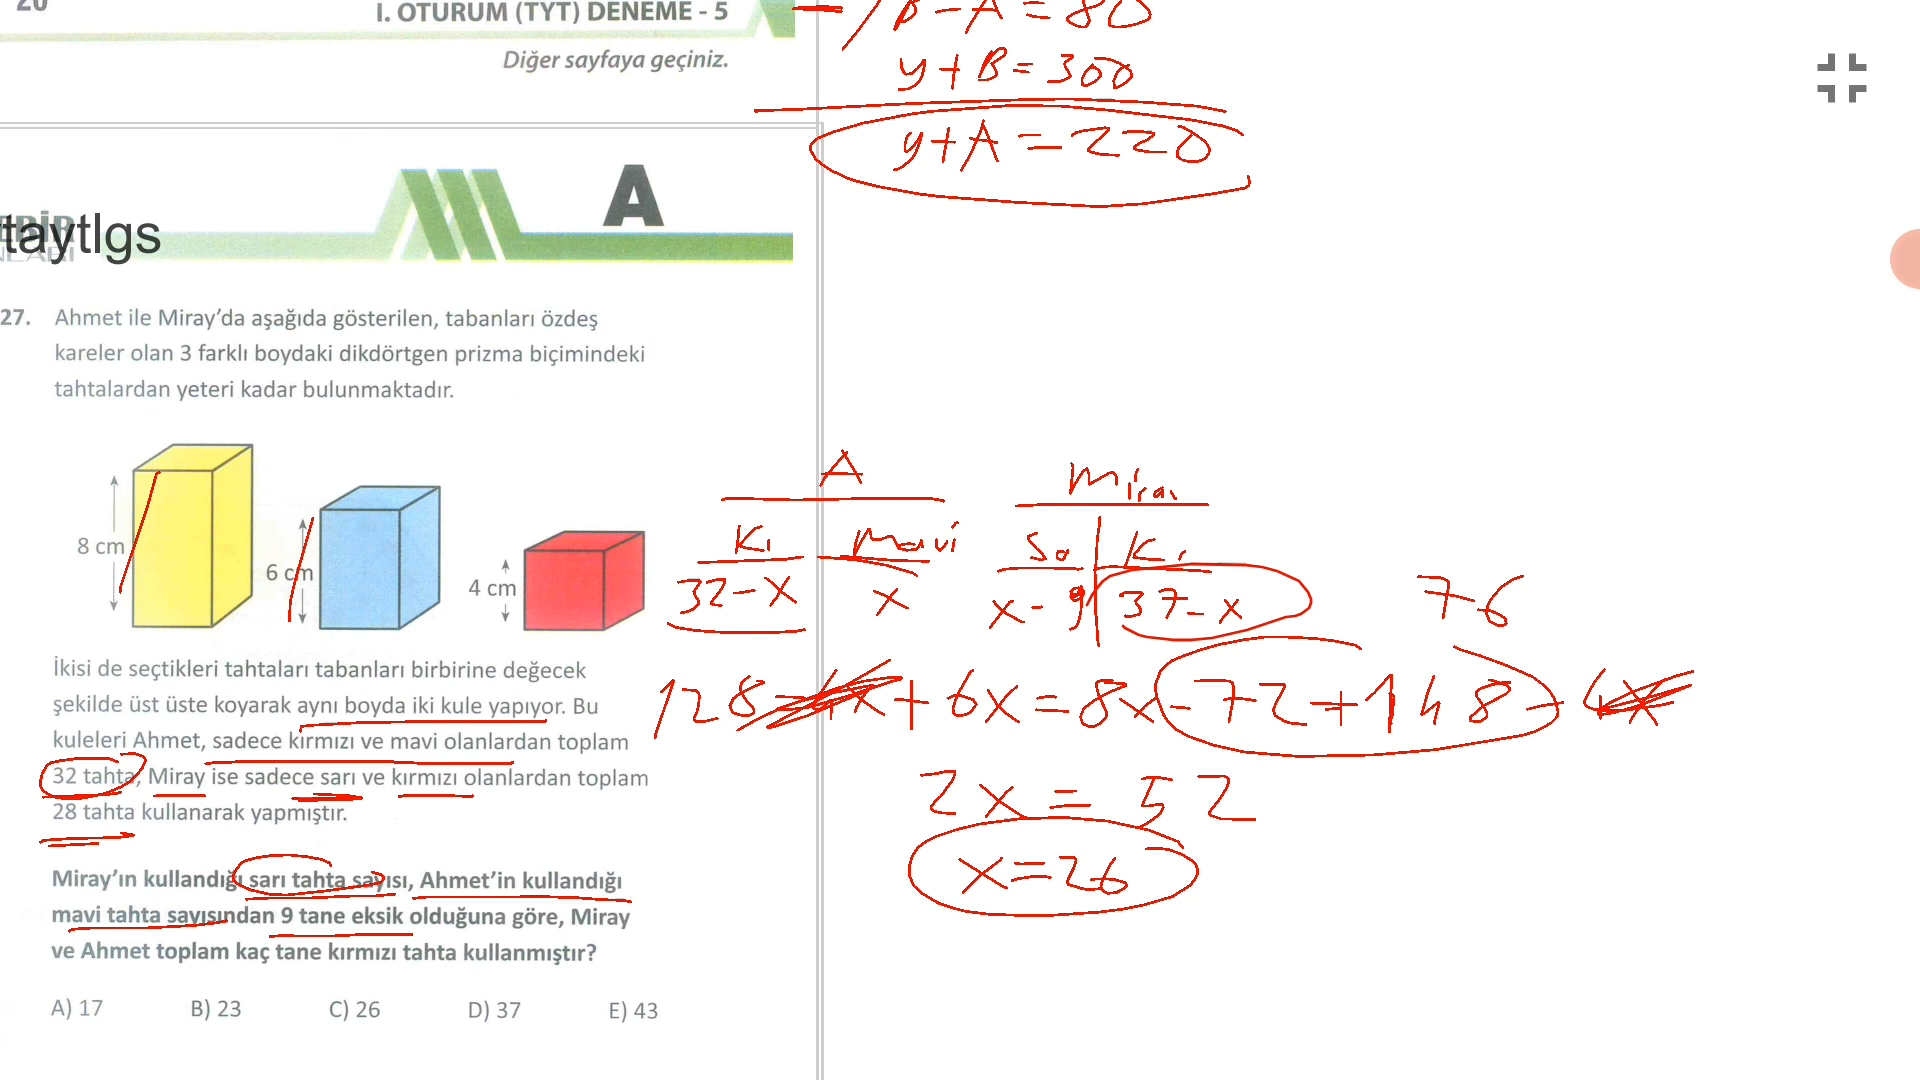 20
I. OTURUM (TYT) DENEME - 5
Diğer sayfaya geçiniz.
B - A = 80
y + B = 300
y + A = 220
A
taytlgs
27. Ahmet ile Miray'da aşağıda gösterilen, tabanları özdeş
kareler olan 3 farklı boydaki dikdörtgen prizma biçimindeki
tahtalardan yeteri kadar bulunmaktadır.
8 cm
6 cm
4 cm
İkisi de seçtikleri tahtaları tabanları birbirine değecek
şekilde üst üste koyarak aynı boyda iki kule yapıyor. Bu
kuleleri Ahmet, sadece kırmızı ve mavi olanlardan toplam
32 tahta, Miray ise sadece sarı ve kırmızı olanlardan toplam
28 tahta kullanarak yapmıştır.
Miray'ın kullandığı sarı tahta sayısı, Ahmet'in kullandığı
mavi tahta sayısından 9 tane eksik olduğuna göre, Miray
ve Ahmet toplam kaç tane kırmızı tahta kullanmıştır?
A) 17 B) 23 C) 26 D) 37 E) 43
A Miray
Kı mavi Sa Kı
32-x x x-9 37-x
76
128-4x+6x=8x-72+148-4x
2x=52
x=26